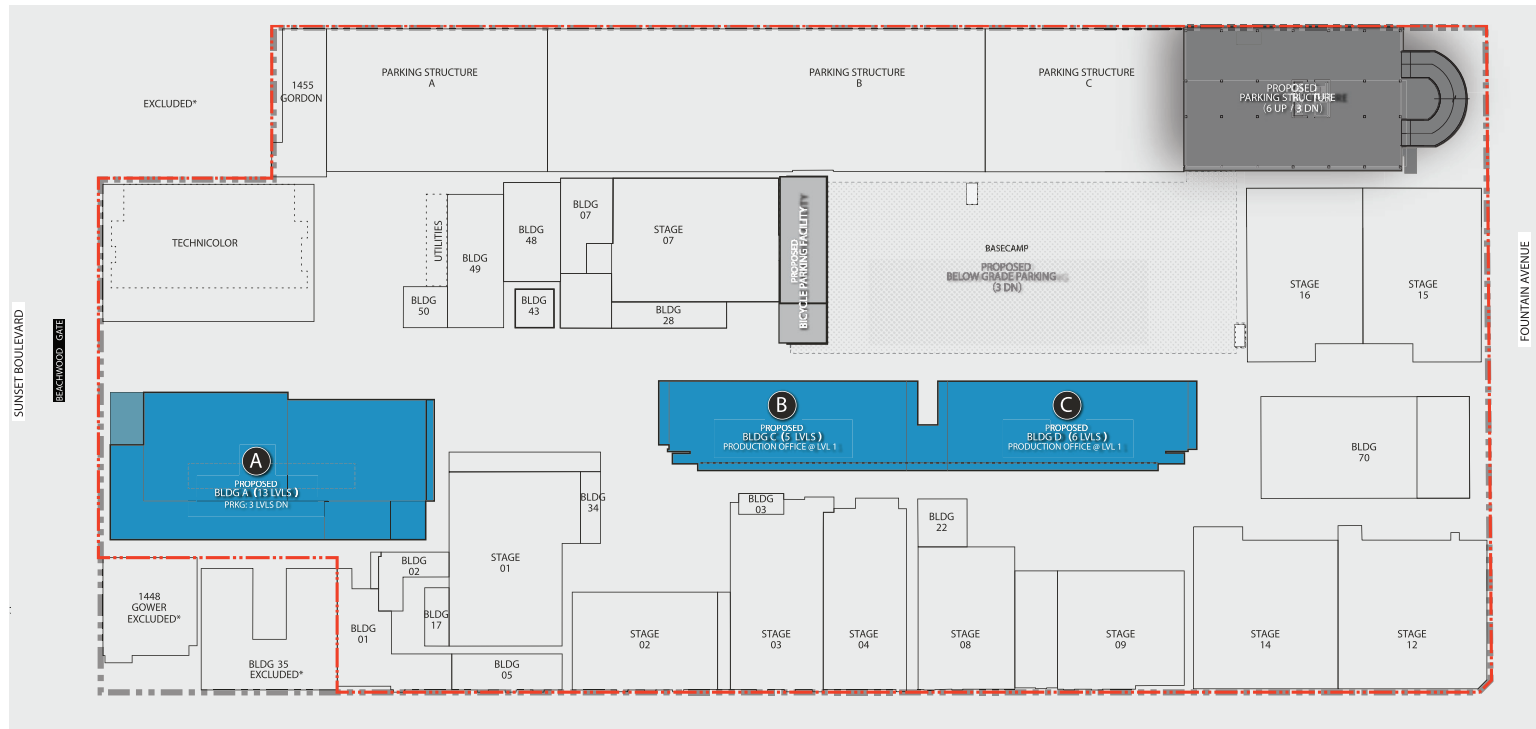 EXCLUDED*
1455
GORDON
PARKING STRUCTURE
A
PARKING STRUCTURE
B
PARKING STRUCTURE
C
PROPOSED
PARKING STRUCTURE
(6 UP / 3 DN)
TECHNICOLOR
UTILITIES
BLDG
49
BLDG
50
BLDG
48
BLDG
43
BLDG
07
STAGE
07
BLDG
28
PROPOSED
BICYCLE PARKING FACILITY
BASECAMP
PROPOSED
BELOW GRADE PARKING
(3 DN)
STAGE
16
STAGE
15
SUNSET BOULEVARD
BEACHWOOD GATE
FOUNTAIN AVENUE
A
PROPOSED
BLDG A (13 LVLS)
PRKG: 3 LVLS DN
B
PROPOSED
BLDG C (5 LVLS)
PRODUCTION OFFICE @ LVL 1
C
PROPOSED
BLDG D (6 LVLS)
PRODUCTION OFFICE @ LVL 1
BLDG
70
1448
GOWER
EXCLUDED*
BLDG 35
EXCLUDED*
BLDG
01
BLDG
02
BLDG
17
STAGE
01
BLDG
34
BLDG
05
STAGE
02
BLDG
03
STAGE
03
STAGE
04
BLDG
22
STAGE
08
STAGE
09
STAGE
14
STAGE
12